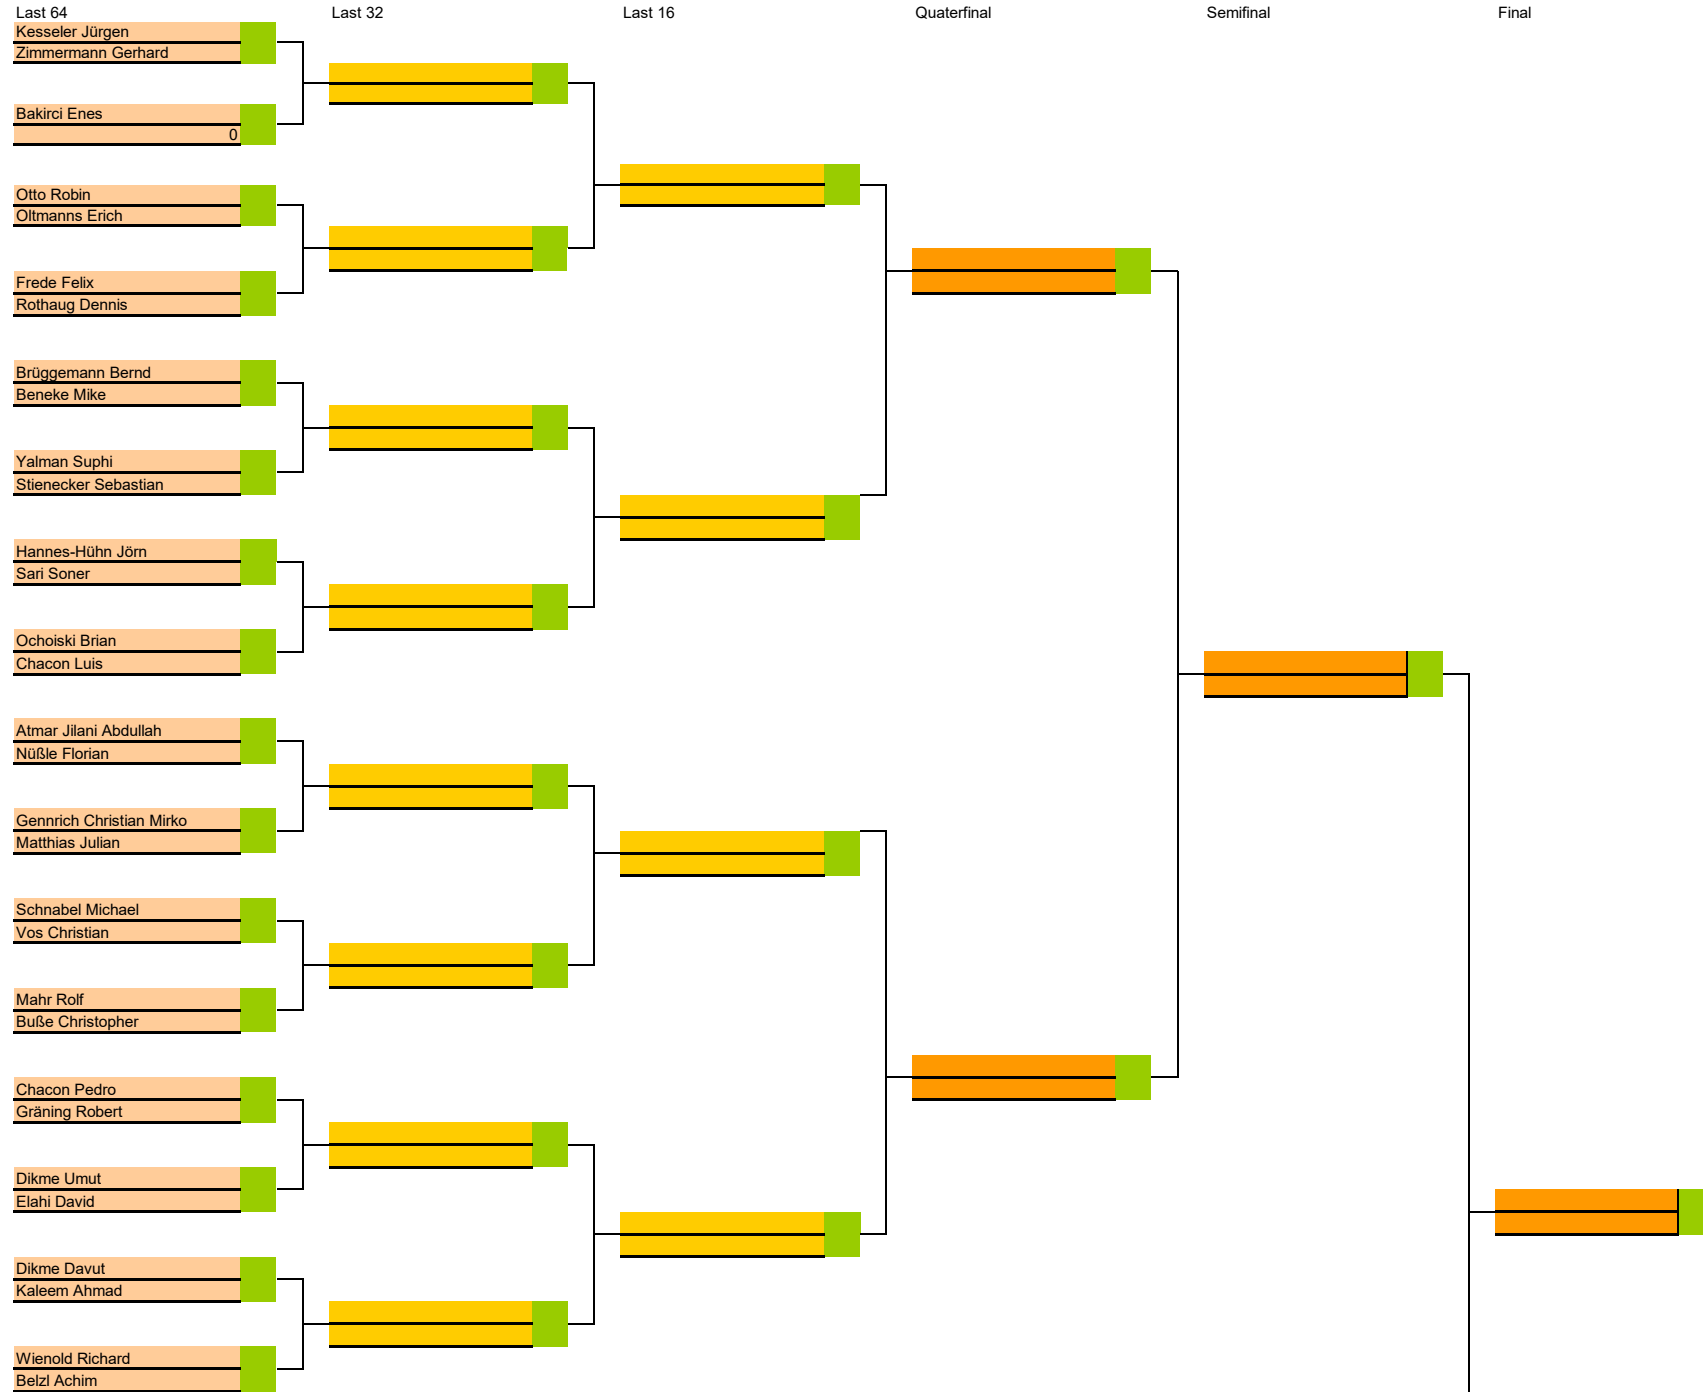 Last 64
Last 32
Last 16
Quaterfinal
Semifinal
Final
Kesseler Jürgen
Zimmermann Gerhard
Bakirci Enes
0
Otto Robin
Oltmanns Erich
Frede Felix
Rothaug Dennis
Brüggemann Bernd
Beneke Mike
Yalman Suphi
Stienecker Sebastian
Hannes-Hühn Jörn
Sari Soner
Ochoiski Brian
Chacon Luis
Atmar Jilani Abdullah
Nüßle Florian
Gennrich Christian Mirko
Matthias Julian
Schnabel Michael
Vos Christian
Mahr Rolf
Buße Christopher
Chacon Pedro
Gräning Robert
Dikme Umut
Elahi David
Dikme Davut
Kaleem Ahmad
Wienold Richard
Belzl Achim